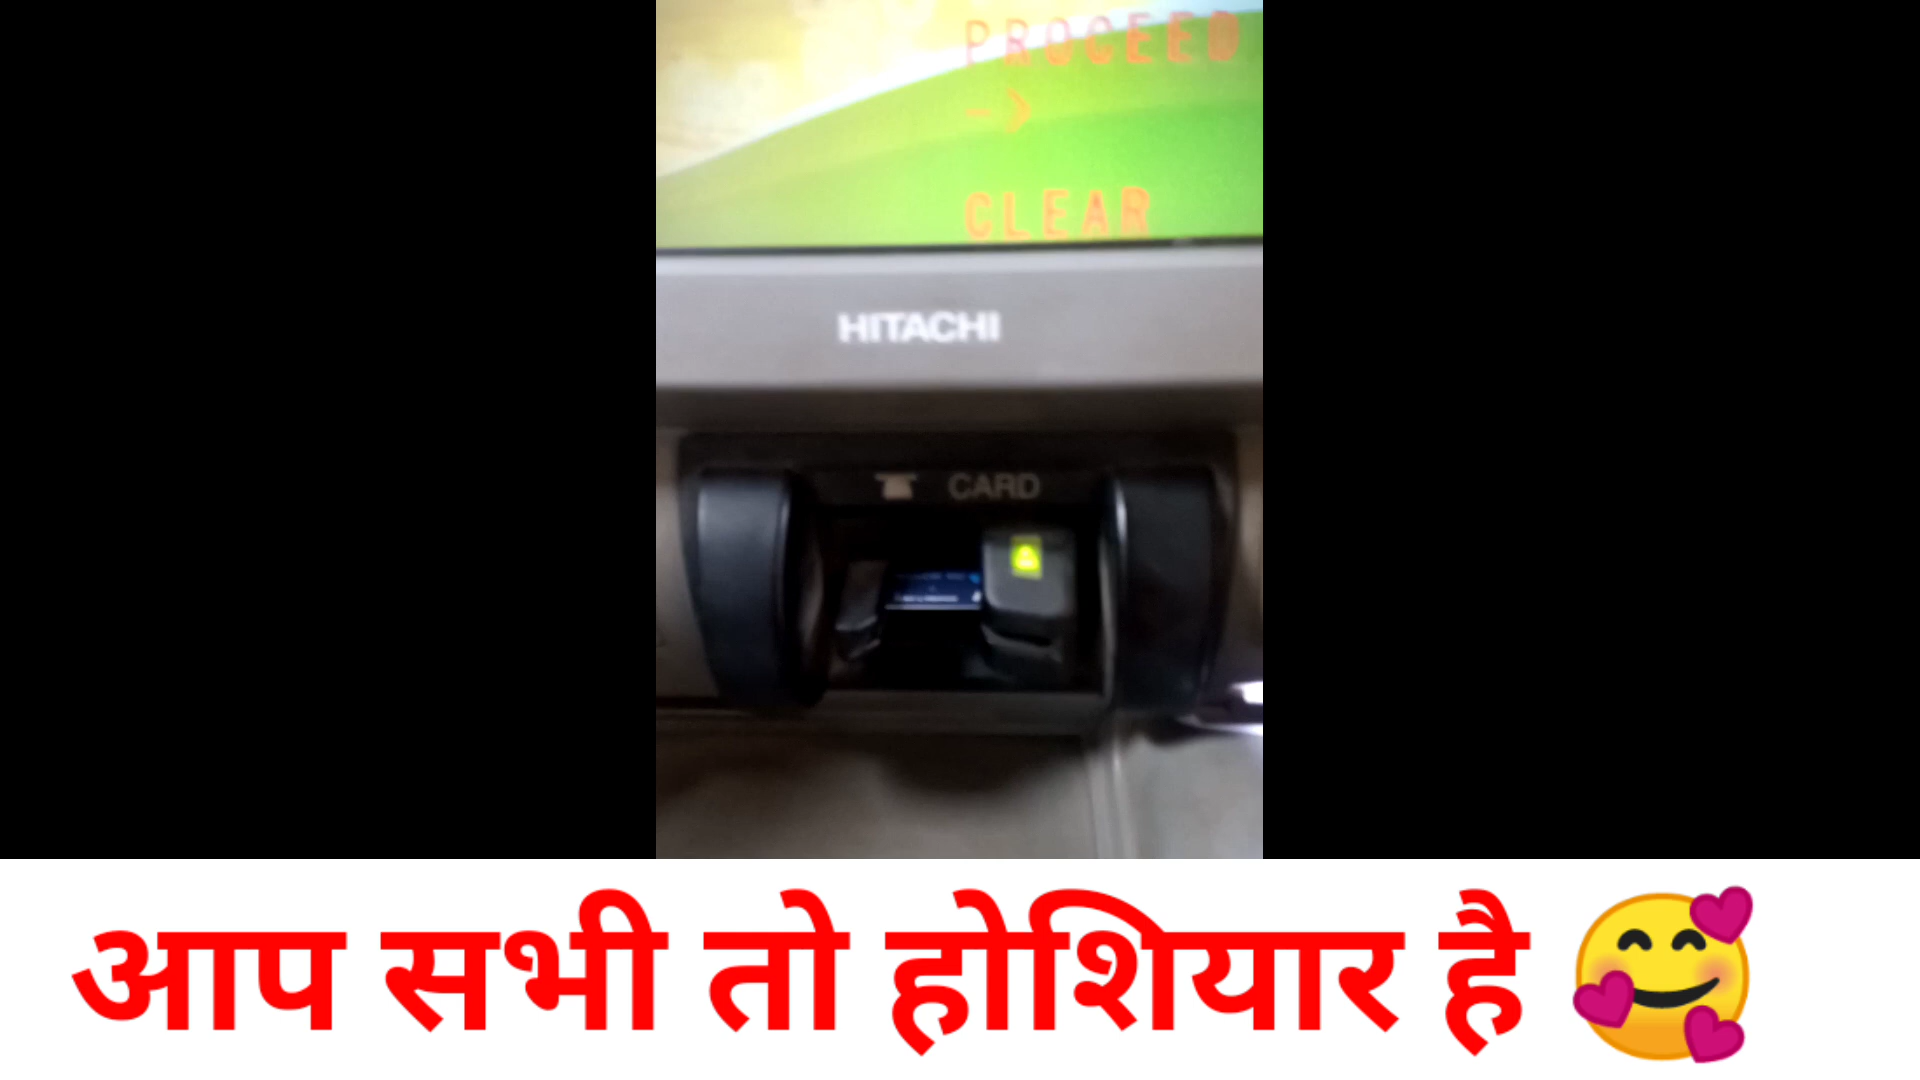 PROCEED
->
CLEAR
HITACHI
CARD
आप सभी तो होशियार है 🥰